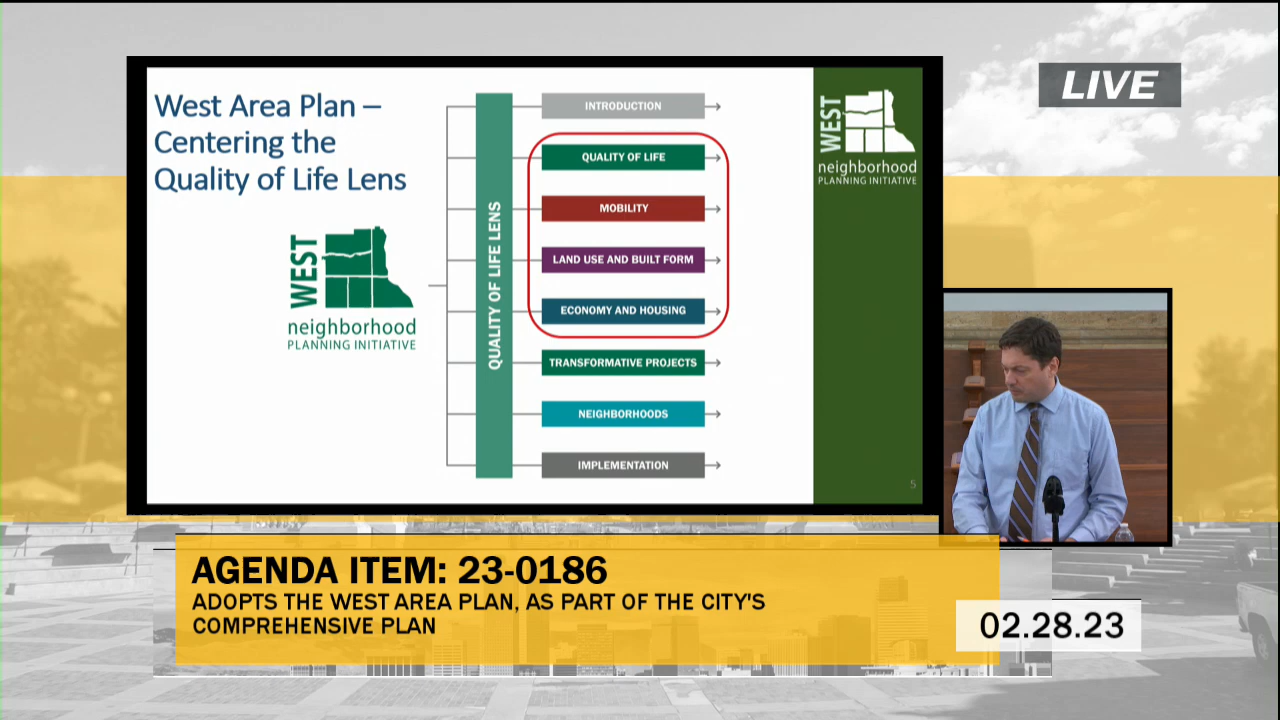 West Area Plan –
Centering the
Quality of Life Lens
WEST
neighborhood
PLANNING INITIATIVE
QUALITY OF LIFE LENS
INTRODUCTION
QUALITY OF LIFE
MOBILITY
LAND USE AND BUILT FORM
ECONOMY AND HOUSING
TRANSFORMATIVE PROJECTS
NEIGHBORHOODS
IMPLEMENTATION
WEST
neighborhood
PLANNING INITIATIVE
5
LIVE
AGENDA ITEM: 23-0186
ADOPTS THE WEST AREA PLAN, AS PART OF THE CITY'S
COMPREHENSIVE PLAN
02.28.23